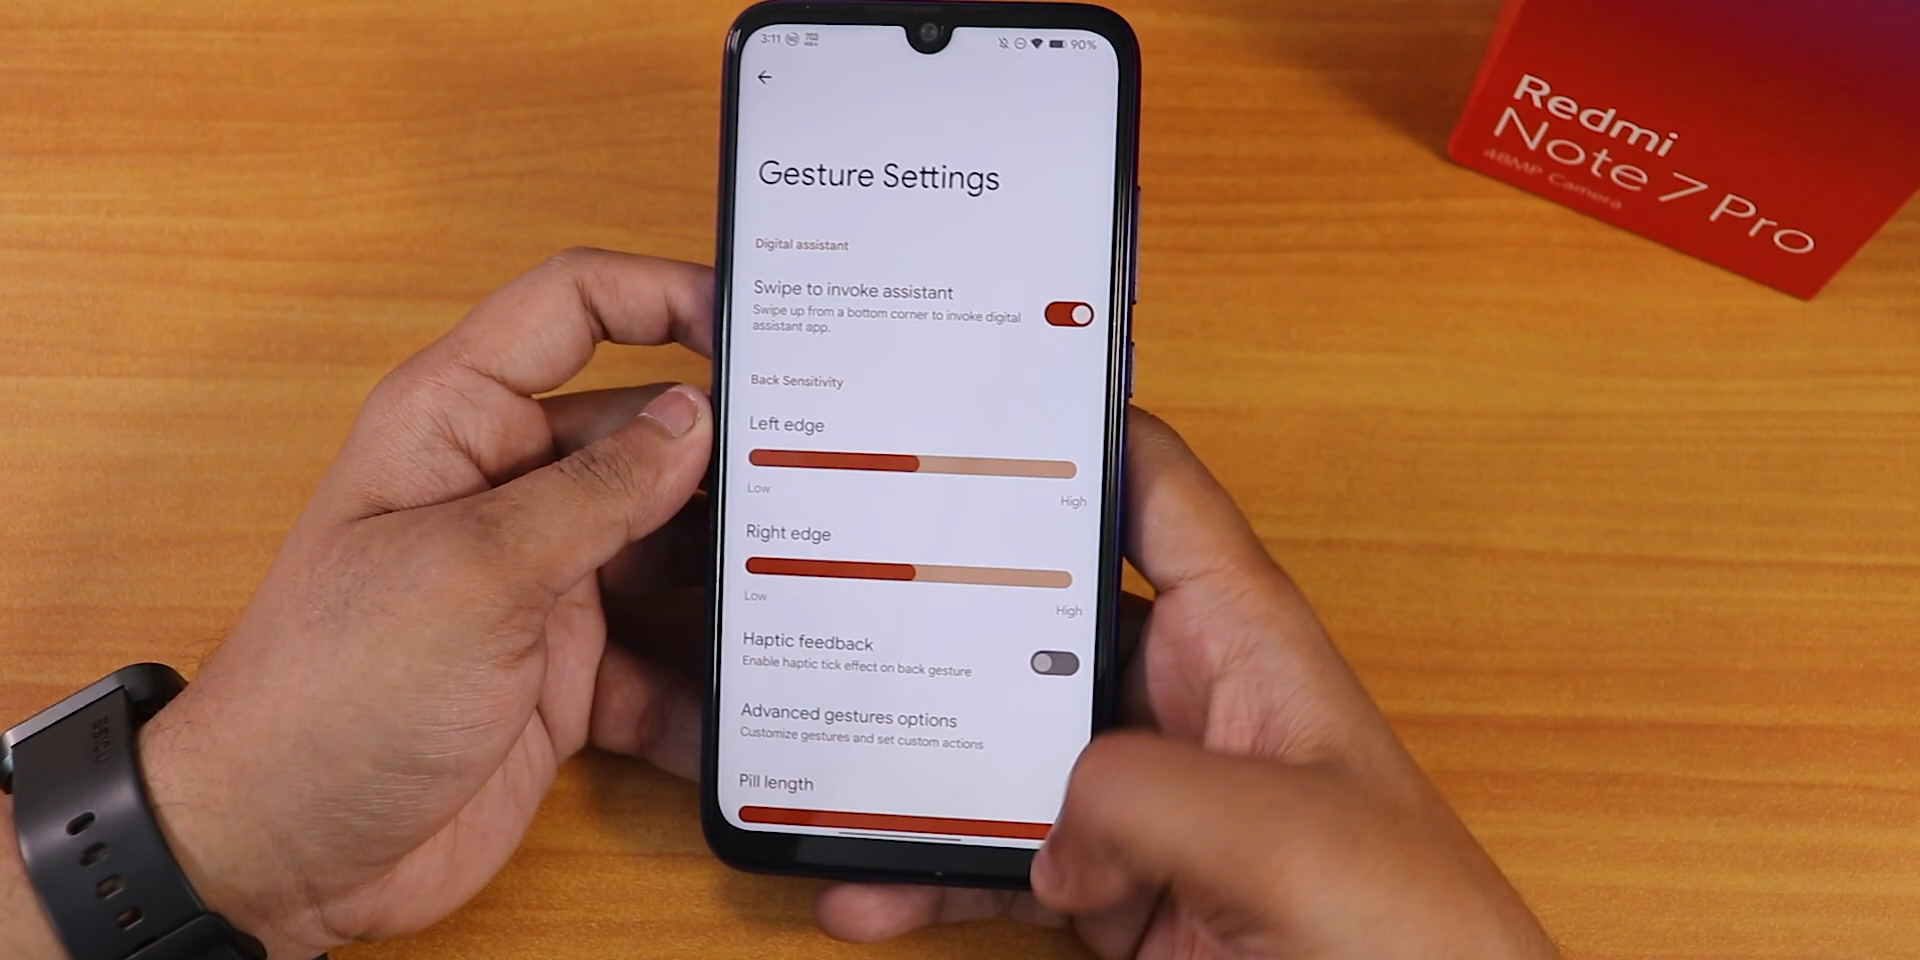 3:11
90%
Gesture Settings
Digital assistant
Swipe to invoke assistant
Swipe up from a bottom corner to invoke digital
assistant app.
Back Sensitivity
Left edge
Low
High
Right edge
Low
High
Haptic feedback
Enable haptic tick effect on back gesture
Advanced gestures options
Customize gestures and set custom actions
Pill length
Redmi
Note 7 Pro
48MP Camera
NOISE